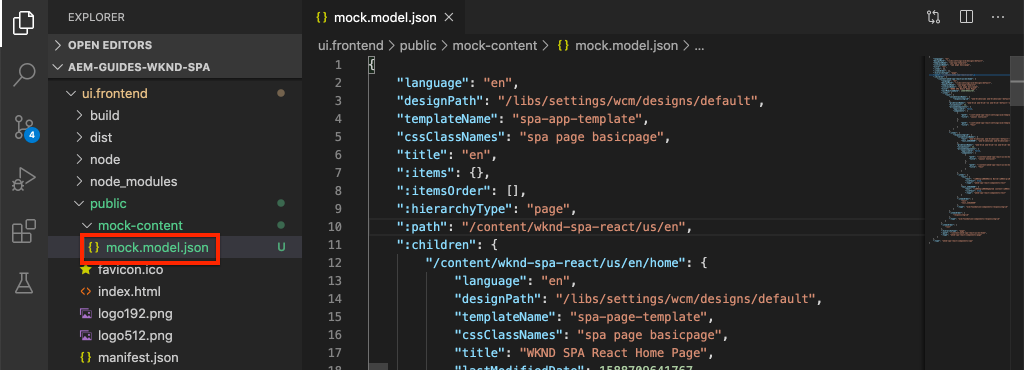 EXPLORER
OPEN EDITORS
AEM-GUIDES-WKND-SPA
ui.frontend
build
dist
node
node_modules
public
mock-content
{} mock.model.json U
favicon.ico
<> index.html
logo192.png
logo512.png
{} manifest.json
4
{} mock.model.json ×
ui.frontend > public > mock-content > {} mock.model.json > ...
1 {
2 "language": "en",
3 "designPath": "/libs/settings/wcm/designs/default",
4 "templateName": "spa-app-template",
5 "cssClassNames": "spa page basicpage",
6 "title": "en",
7 ":items": {},
8 ":itemsOrder": [],
9 ":hierarchyType": "page",
10 ":path": "/content/wknd-spa-react/us/en",
11 ":children": {
12 "/content/wknd-spa-react/us/en/home": {
13 "language": "en",
14 "designPath": "/libs/settings/wcm/designs/default",
15 "templateName": "spa-page-template",
16 "cssClassNames": "spa page basicpage",
17 "title": "WKND SPA React Home Page",
18 "lastModifiedDate": 1588709641767,